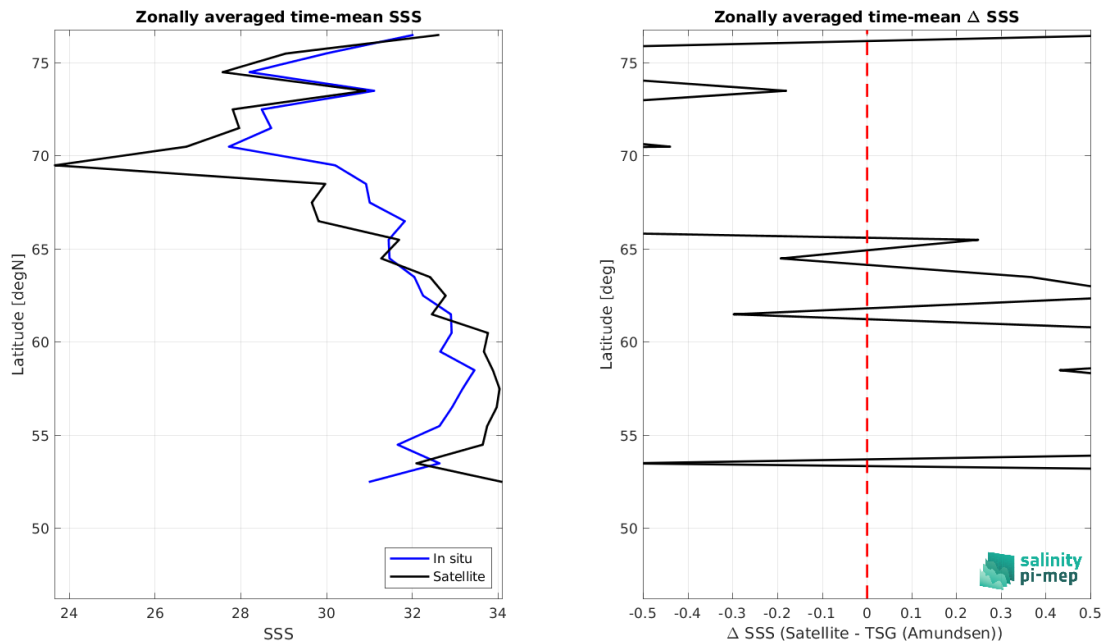 Zonally averaged time-mean SSS
75
70
65
60
55
50
Latitude [degN]
24
26
28
30
32
34
SSS
In situ
Satellite
Zonally averaged time-mean Δ SSS
75
70
65
60
55
50
Latitude [deg]
-0.5
-0.4
-0.3
-0.2
-0.1
0
0.1
0.2
0.3
0.4
0.5
Δ SSS (Satellite - TSG (Amundsen))
salinity
pi-mep